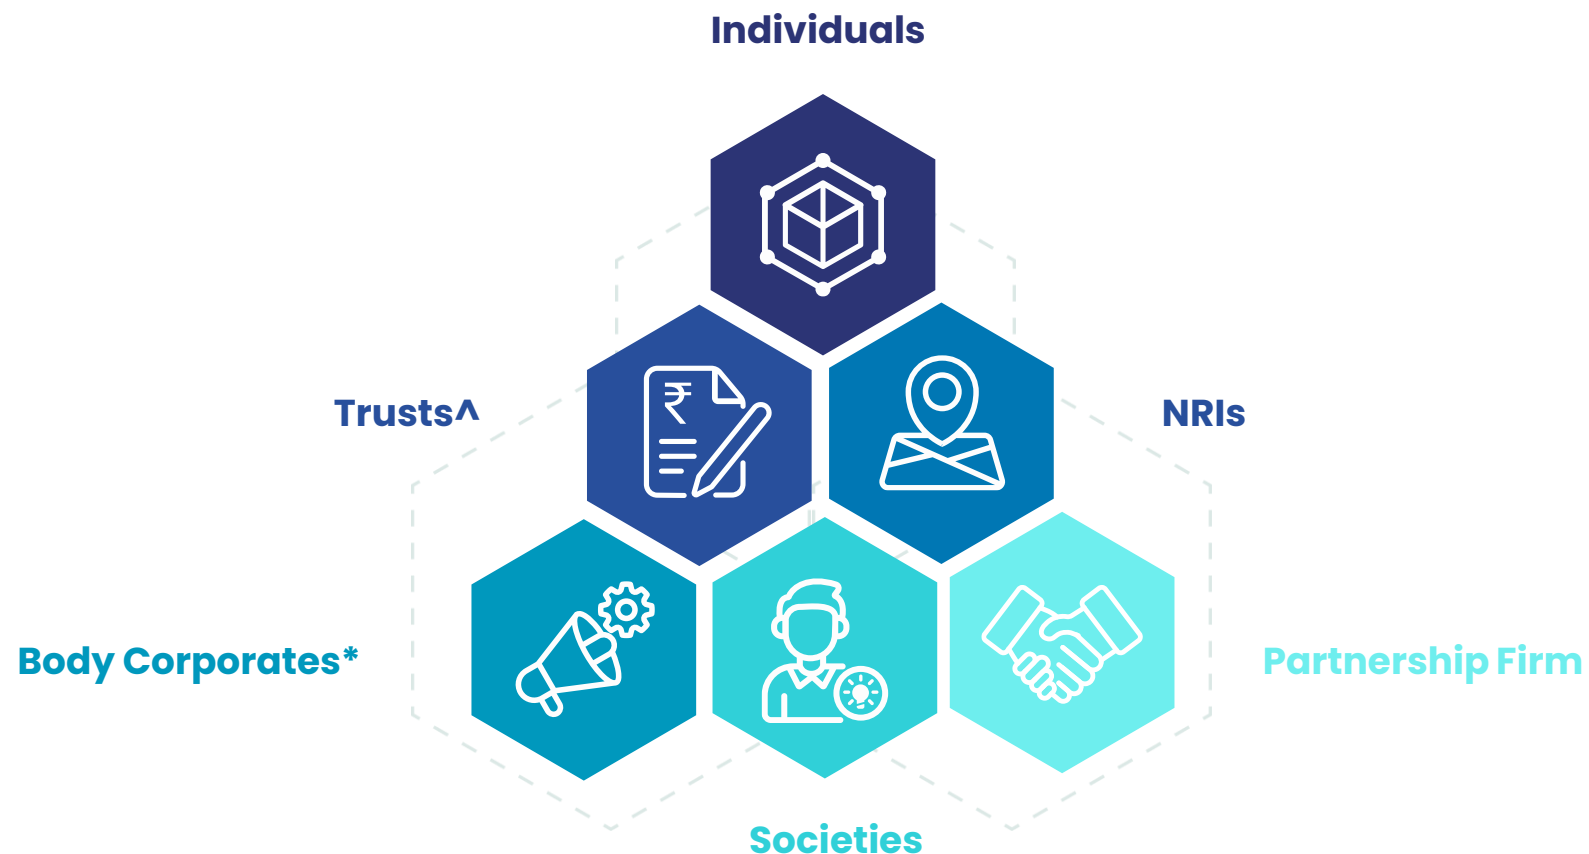 Individuals
Trusts^
NRIs
₹
Body Corporates*
Partnership Firm
Societies